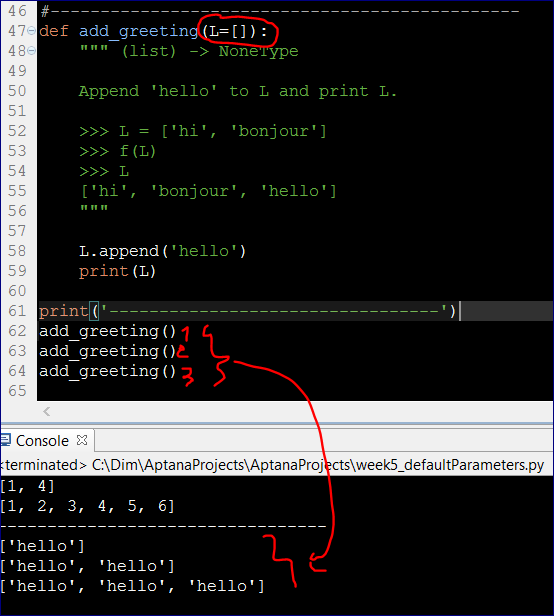 46 #-------------------------------------------------
47 def add_greeting(L=[]):
48 """ (list) -> NoneType
49
50 Append 'hello' to L and print L.
51
52 >>> L = ['hi', 'bonjour']
53 >>> f(L)
54 >>> L
55 ['hi', 'bonjour', 'hello']
56 """
57
58 L.append('hello')
59 print(L)
60
61 print('----------------------------------')
62 add_greeting() 1
63 add_greeting() 2
64 add_greeting() 3
65
Console
<terminated> C:\Dim\AptanaProjects\AptanaProjects\week5_defaultParameters.py
[1, 4]
[1, 2, 3, 4, 5, 6]
----------------------------------
['hello']
['hello', 'hello']
['hello', 'hello', 'hello']